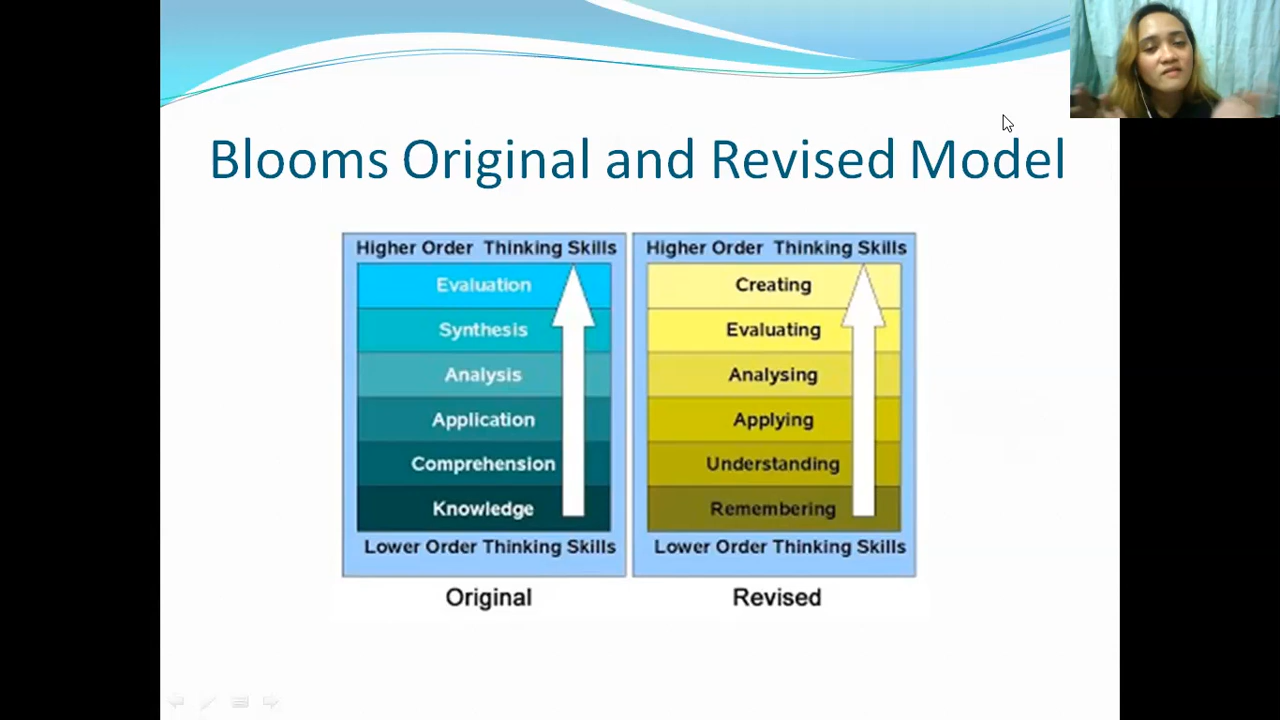 Blooms Original and Revised Model
Higher Order Thinking Skills
Evaluation
Synthesis
Analysis
Application
Comprehension
Knowledge
Lower Order Thinking Skills
Original
Higher Order Thinking Skills
Creating
Evaluating
Analysing
Applying
Understanding
Remembering
Lower Order Thinking Skills
Revised